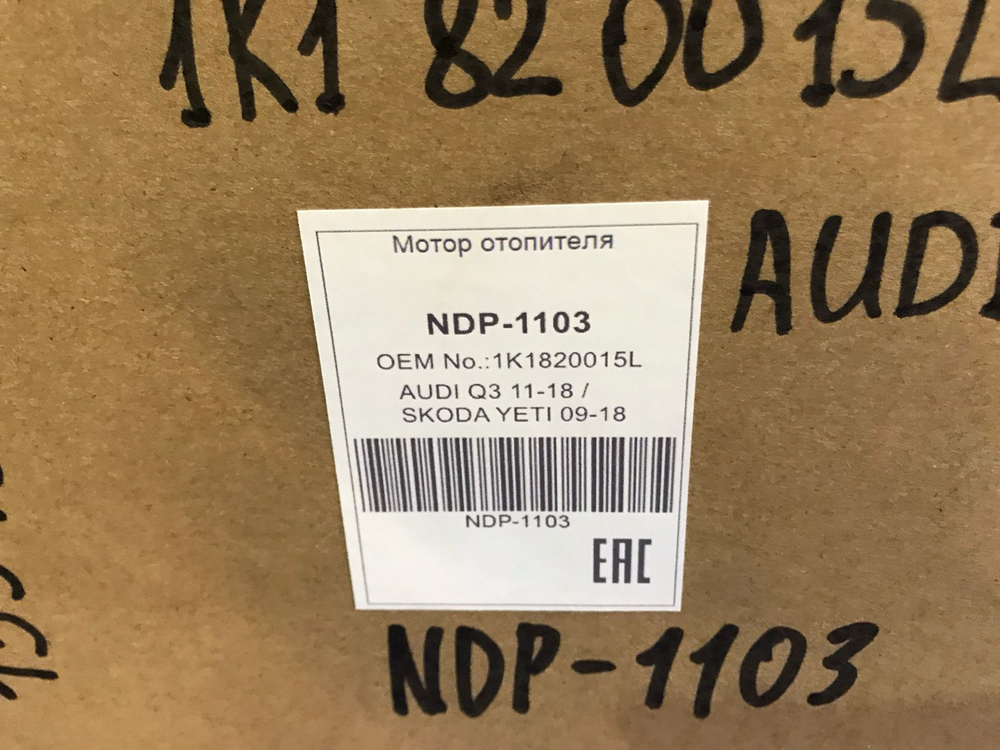 1K1 820015L
Мотор отопителя
AUDI
NDP-1103
OEM No.:1K1820015L
AUDI Q3 11-18 /
SKODA YETI 09-18
NDP-1103
EAC
NDP-1103